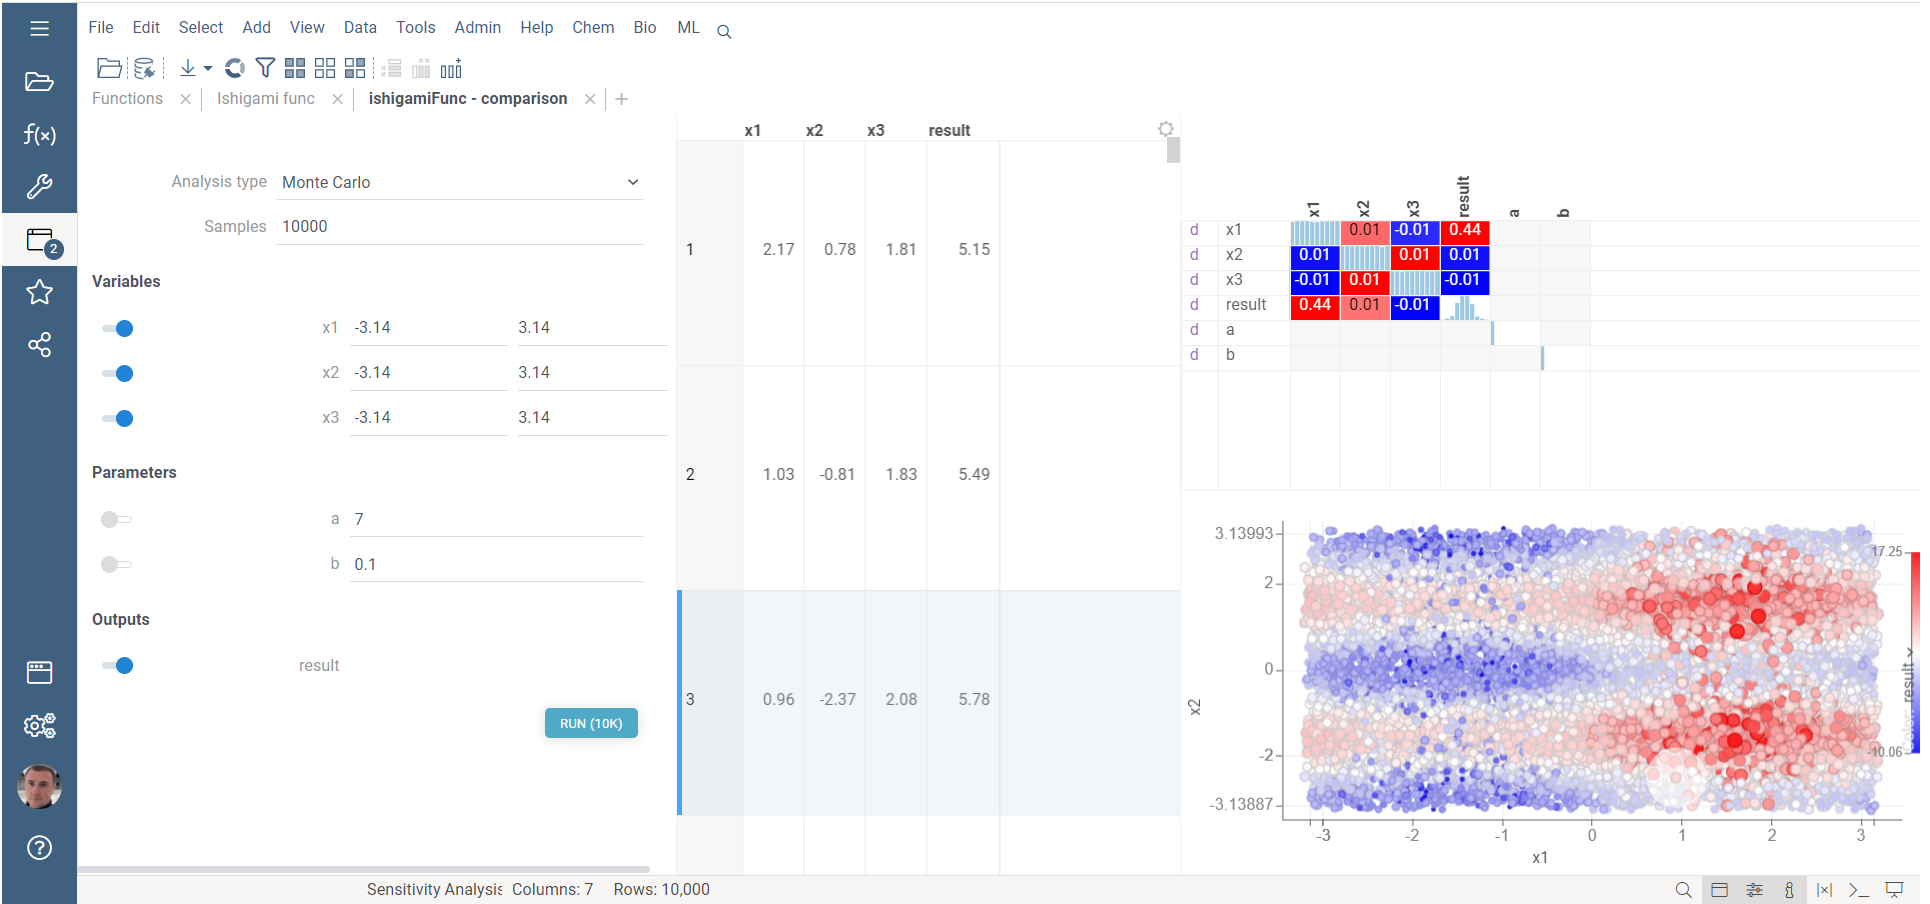 File Edit Select Add View Data Tools Admin Help Chem Bio ML
Functions Ishigami func ishigamiFunc - comparison
f(x)
2
Analysis type Monte Carlo
Samples 10000
Variables
x1 -3.14 3.14
x2 -3.14 3.14
x3 -3.14 3.14
Parameters
a 7
b 0.1
Outputs
result
RUN (10K)
x1 x2 x3 result
1 2.17 0.78 1.81 5.15
2 1.03 -0.81 1.83 5.49
3 0.96 -2.37 2.08 5.78
x1 x2 x3 result a b
d x1 0.01 -0.01 0.44
d x2 0.01 0.01 0.01
d x3 -0.01 0.01 -0.01
d result 0.44 0.01 -0.01
d a
d b
3.13993
2
0
-2
-3.13887
x2
-3 -2 -1 0 1 2 3
x1
17.25
result
-10.06
Sensitivity Analysis Columns: 7 Rows: 10,000